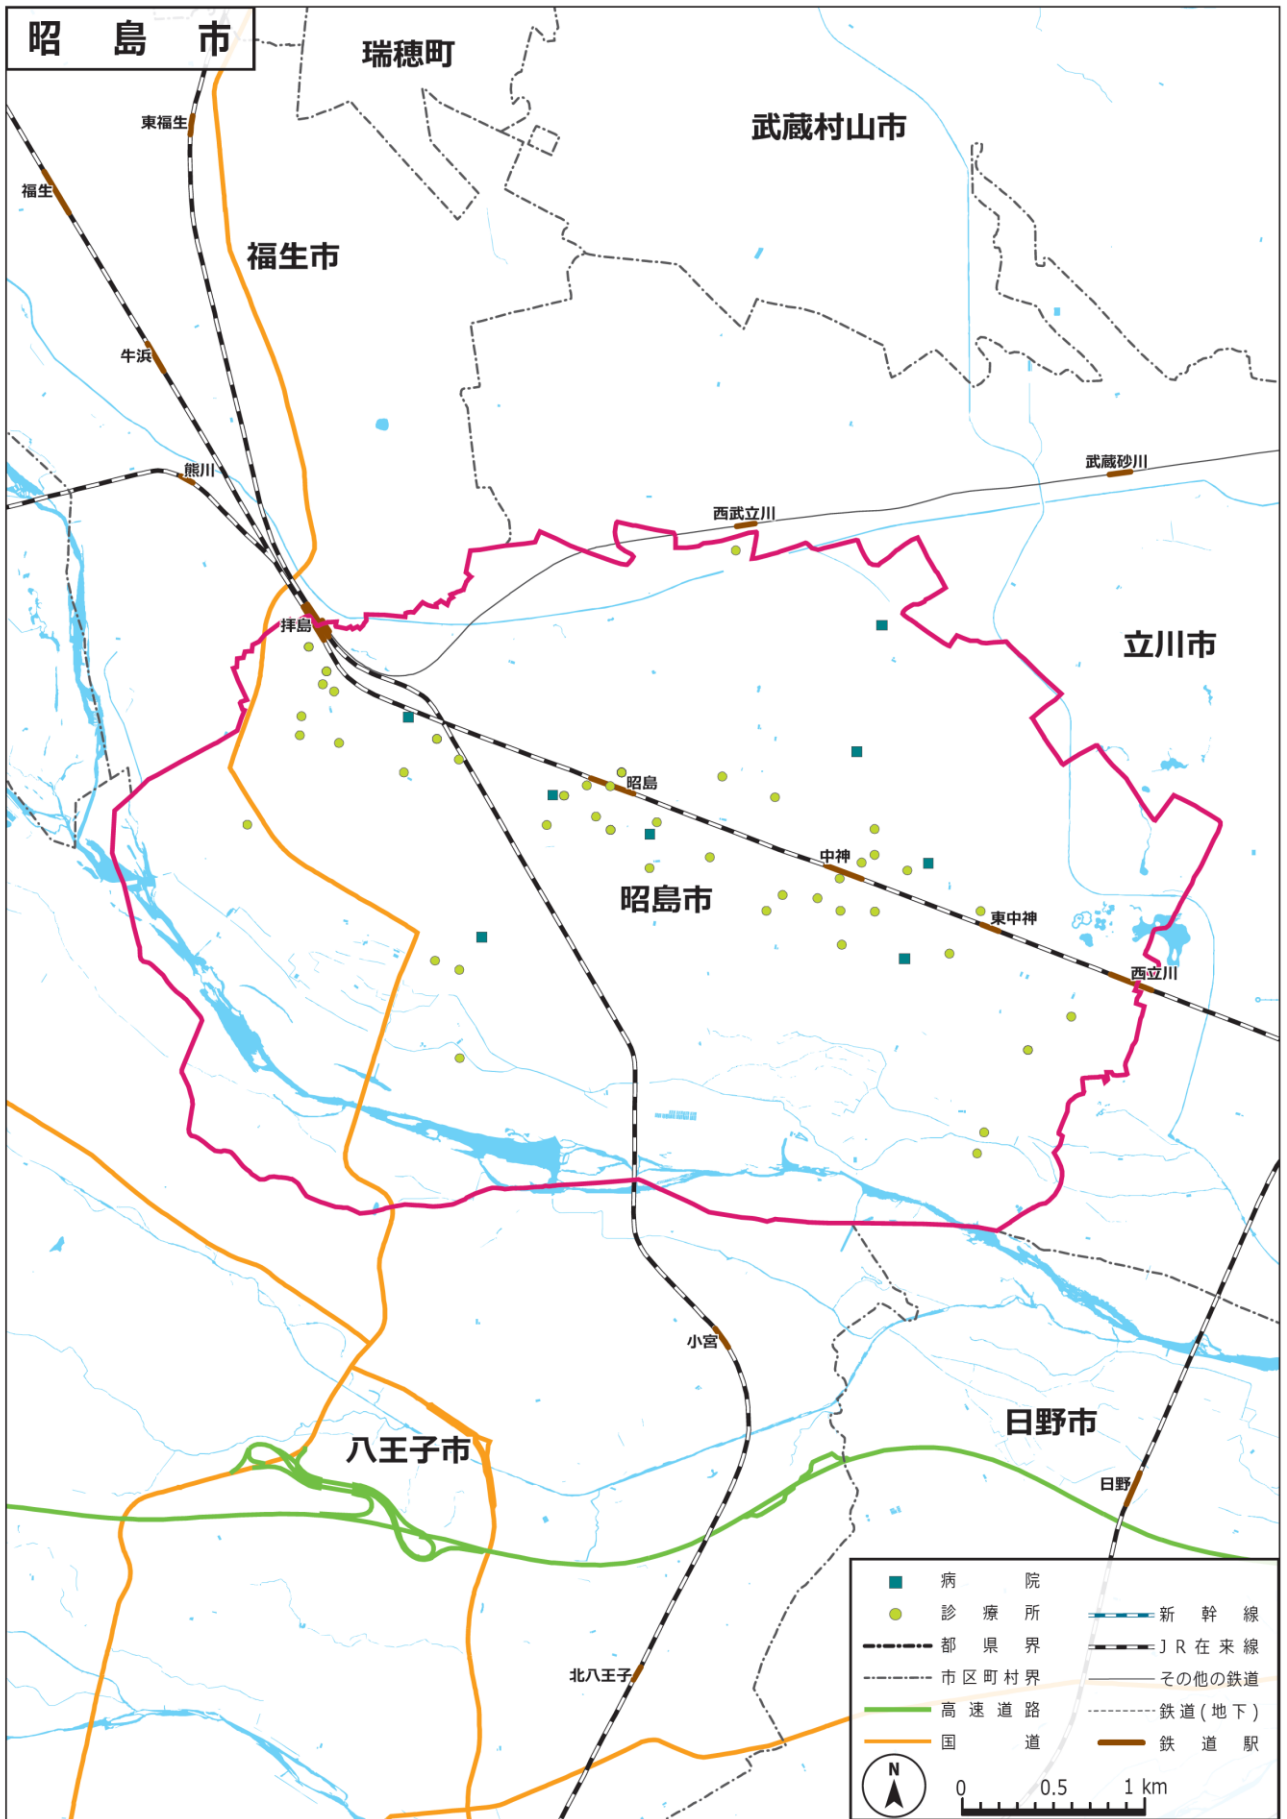 昭島市
瑞穂町
武蔵村山市
東福生
福生
福生市
牛浜
熊川
武蔵砂川
西武立川
拝島
立川市
昭島
中神
昭島市
東中神
西立川
小宮
日野市
八王子市
日野
北八王子
病院
診療所
都県界
市区町村界
高速道路
国道
新幹線
JR在来線
その他の鉄道
鉄道(地下)
鉄道駅
N
0 0.5 1 km